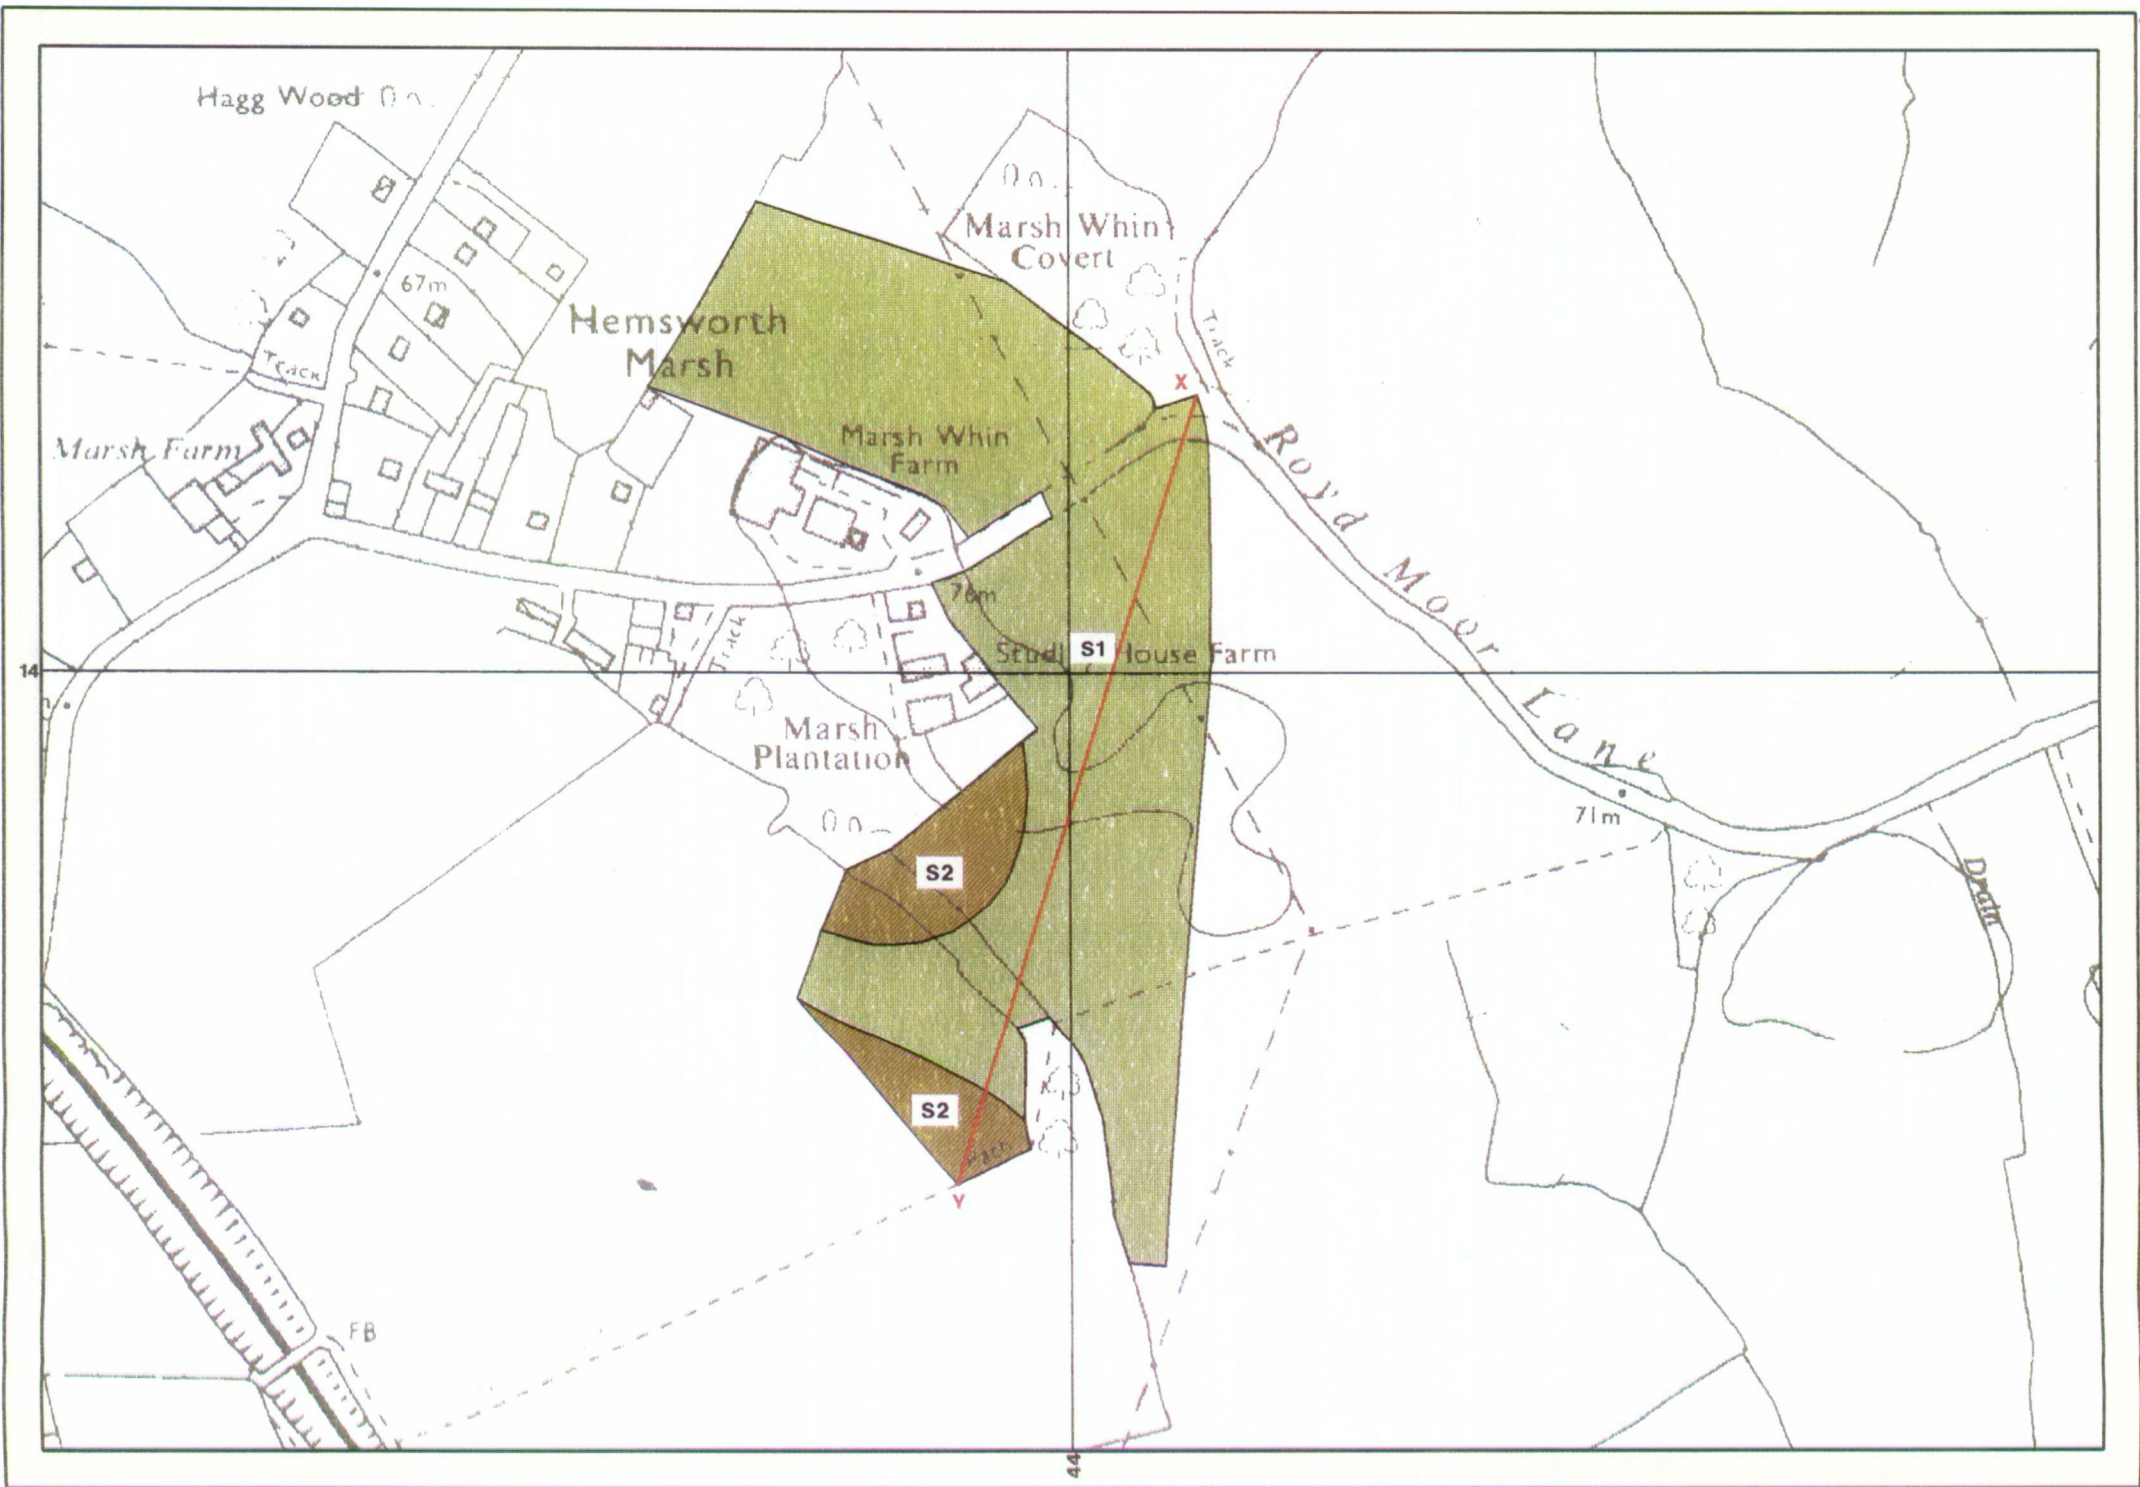 Hagg Wood
Marsh Whin
Covert
67m
Hemsworth
Marsh
Track
Track
X
Marsh Farm
Marsh Whin
Farm
Royd Moor Lane
76m
S1
House Farm
14
Track
Marsh
Plantation
71m
S2
Drain
S2
Path
Y
FB
44